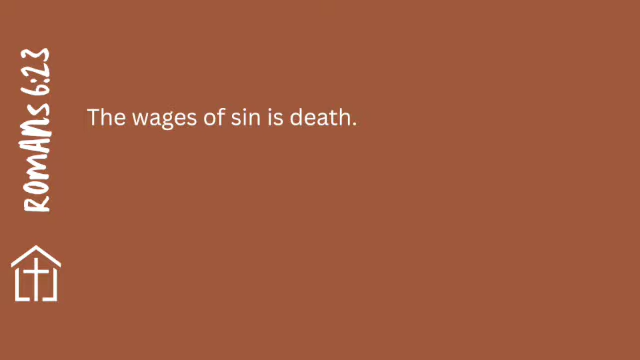 ROMANS 6:23
The wages of sin is death.